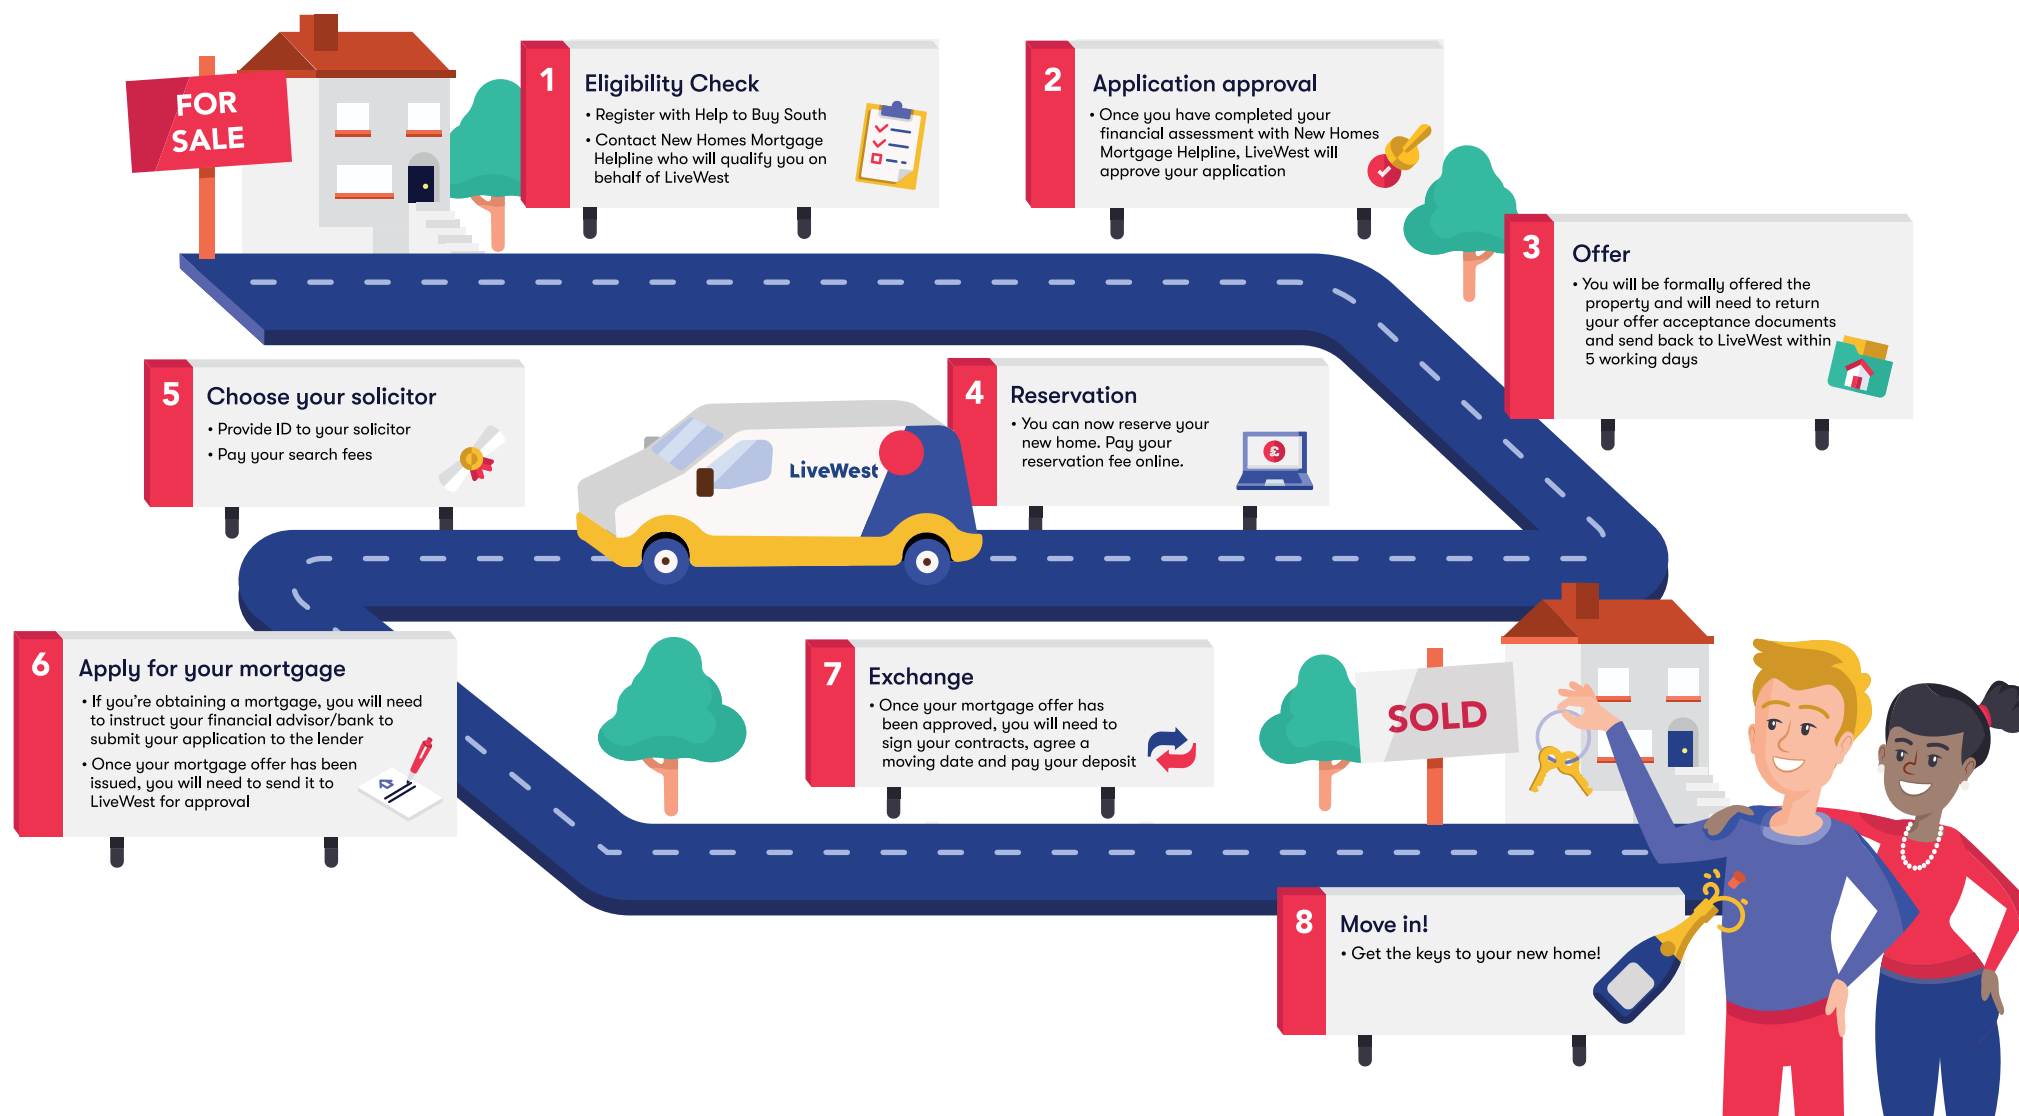 FOR
SALE
1
Eligibility Check
• Register with Help to Buy South
• Contact New Homes Mortgage
Helpline who will qualify you on
behalf of LiveWest
2
Application approval
• Once you have completed your
financial assessment with New Homes
Mortgage Helpline, LiveWest will
approve your application
3
Offer
• You will be formally offered the
property and will need to return
your offer acceptance documents
and send back to LiveWest within
5 working days
4
Reservation
• You can now reserve your
new home. Pay your
reservation fee online.
£
LiveWest
5
Choose your solicitor
• Provide ID to your solicitor
• Pay your search fees
6
Apply for your mortgage
• If you’re obtaining a mortgage, you will need
to instruct your financial advisor/bank to
submit your application to the lender
• Once your mortgage offer has been
issued, you will need to send it to
LiveWest for approval
7
Exchange
• Once your mortgage offer has
been approved, you will need to
sign your contracts, agree a
moving date and pay your deposit
SOLD
8
Move in!
• Get the keys to your new home!